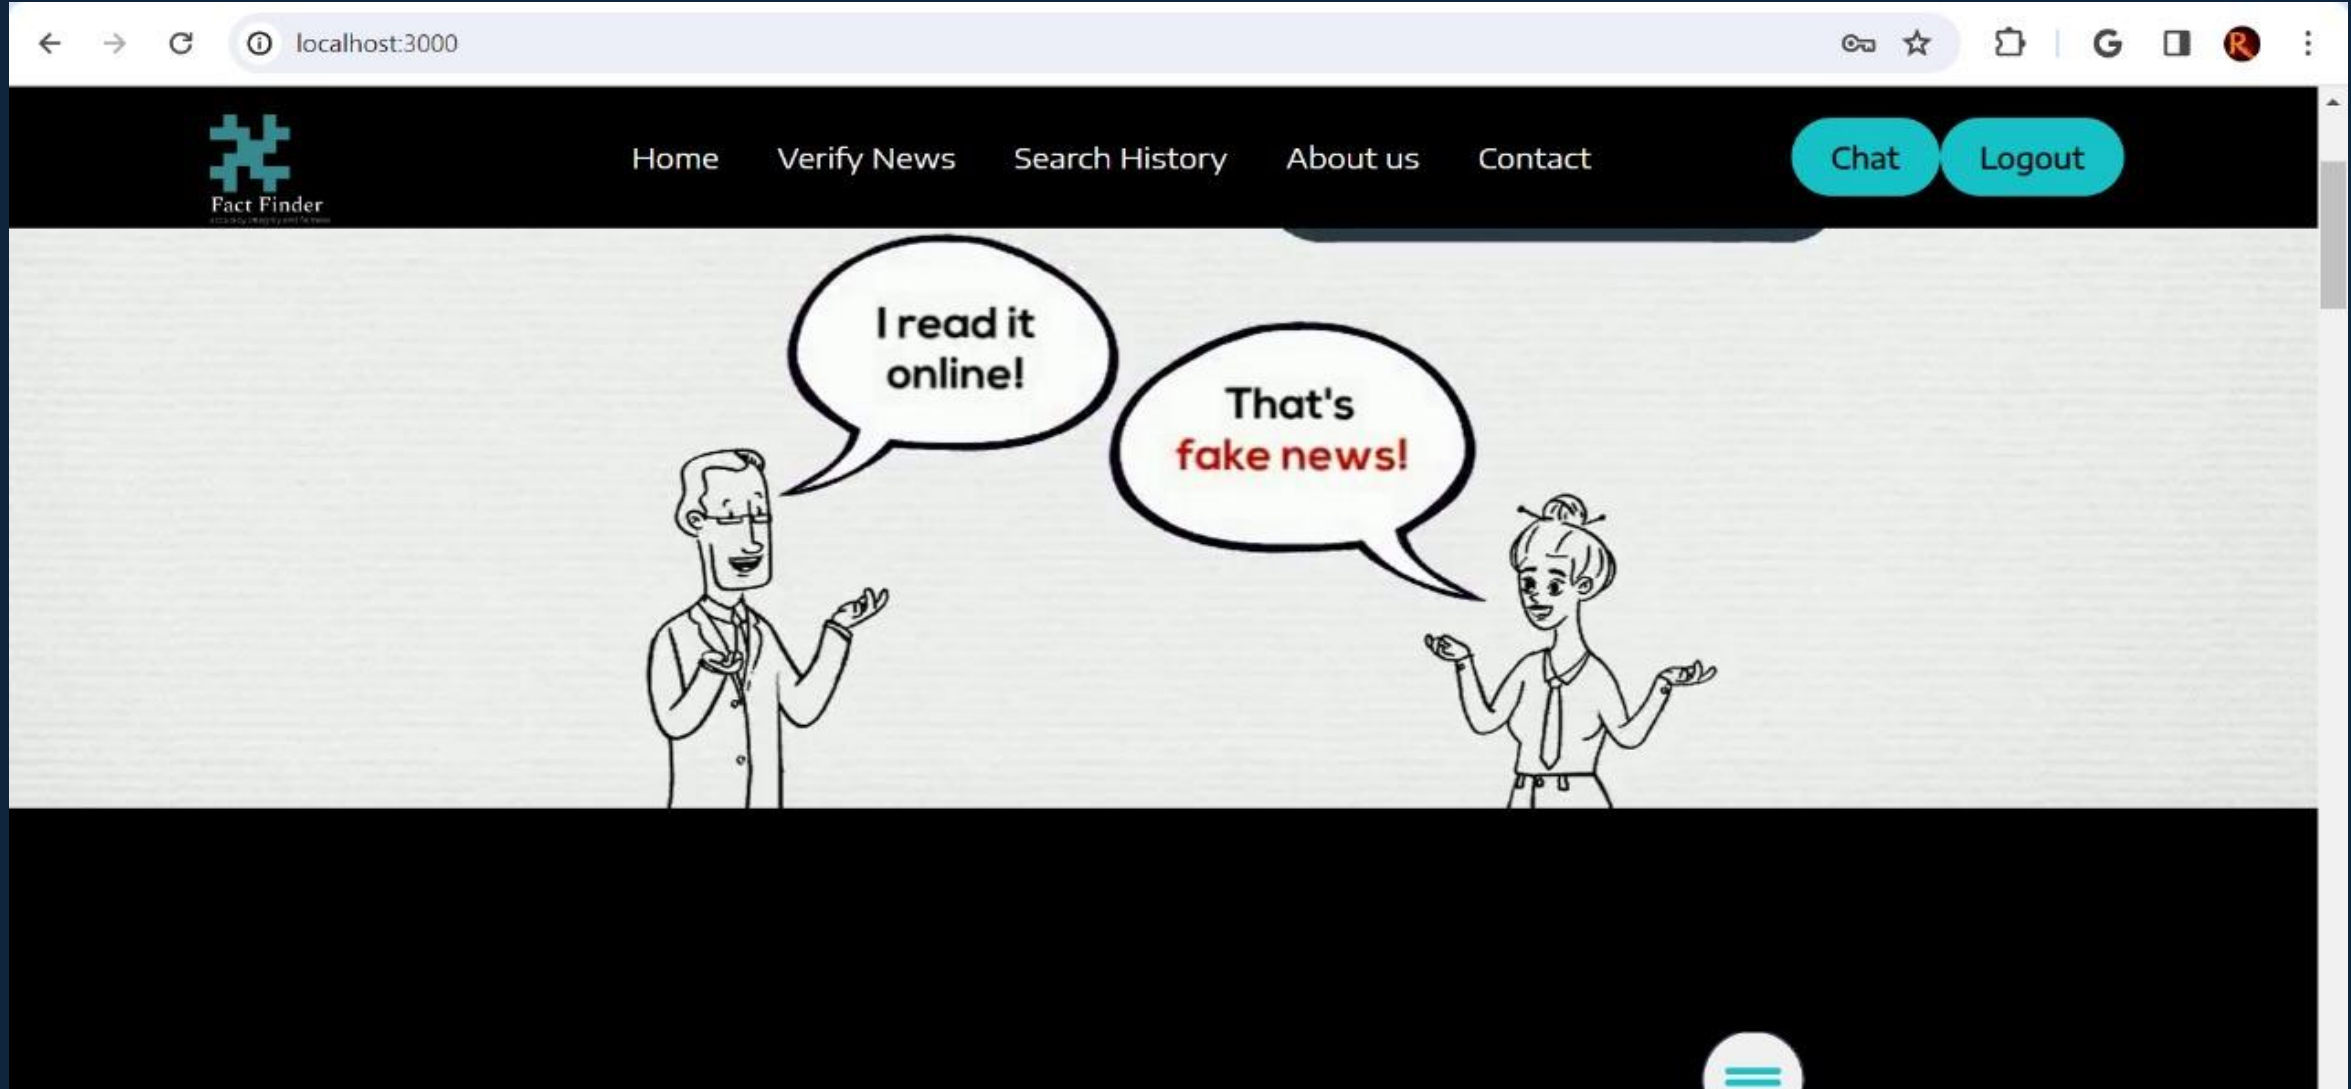 localhost:3000
G
R
Fact Finder
Home Verify News Search History About us Contact Chat Logout
I read it
online!
That's
fake news!